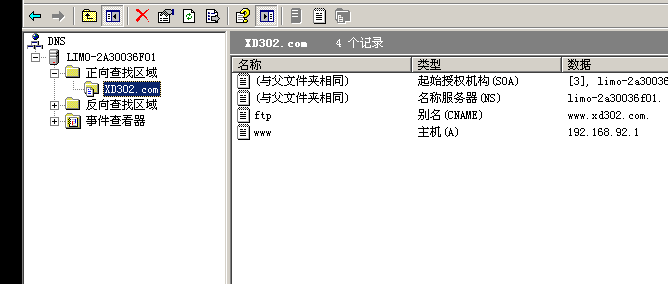 DNS
LIMO-2A30036F01
正向查找区域
XD302.com
反向查找区域
事件查看器
XD302.com 4 个记录
名称 类型 数据
(与父文件夹相同) 起始授权机构(SOA) [3], limo-2a30036
(与父文件夹相同) 名称服务器(NS) limo-2a30036f01.
ftp 别名(CNAME) www.xd302.com.
www 主机(A) 192.168.92.1